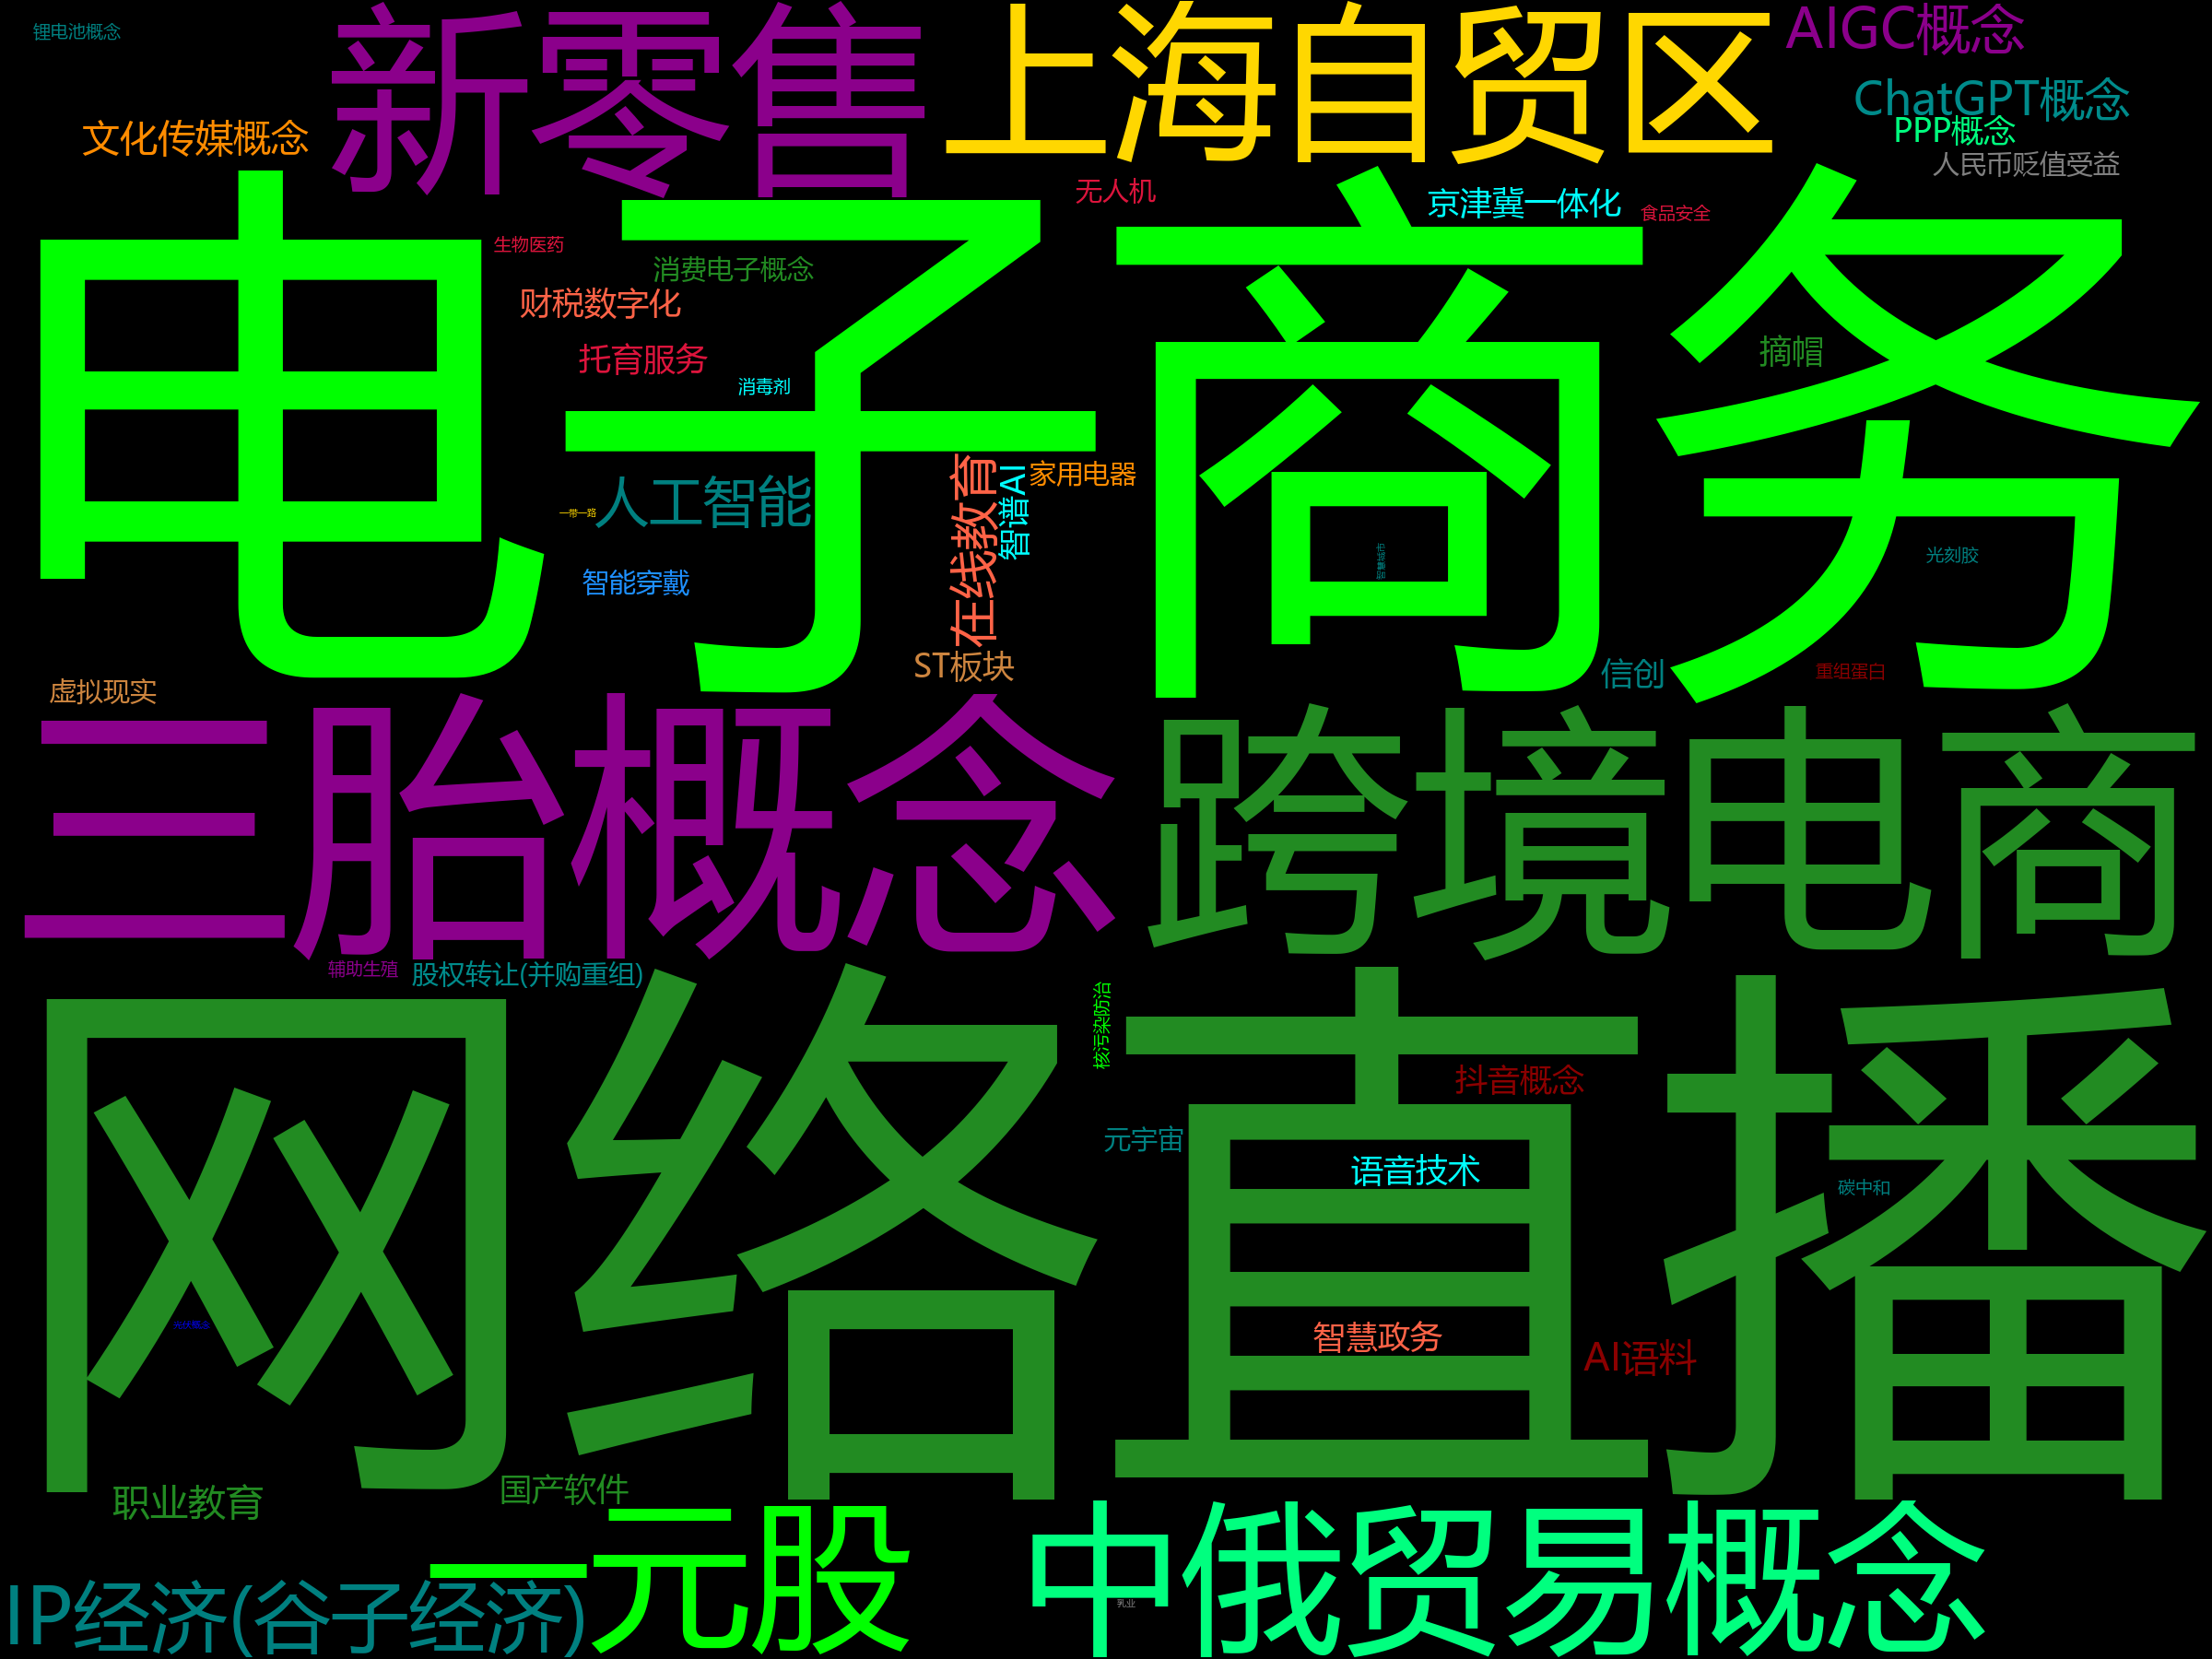 锂电池概念
新零售
上海自贸区
AIGC概念
ChatGPT概念
PPP概念
人民币贬值受益
文化传媒概念
无人机
京津冀一体化
食品安全
电子商务
生物医药
消费电子概念
财税数字化
托育服务
消毒剂
摘帽
人工智能
一带一路
在线教育
智谱AI
家用电器
智慧城市
光刻胶
智能穿戴
ST板块
信创
重组蛋白
虚拟现实
三胎概念
跨境电商
辅助生殖
股权转让(并购重组)
核污染防治
网络直播
抖音概念
元宇宙
语音技术
碳中和
光伏概念
智慧政务
AI语料
职业教育
国产软件
一元股
中俄贸易概念
IP经济(谷子经济)
乳业